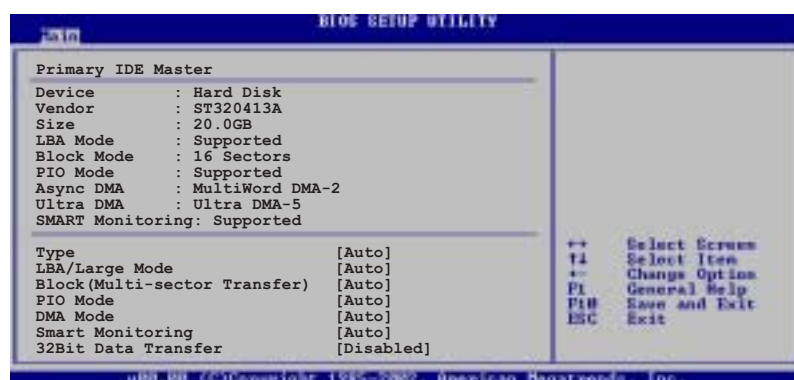 BIOS SETUP UTILITY
Main
Primary IDE Master
Device : Hard Disk
Vendor : ST320413A
Size : 20.0GB
LBA Mode : Supported
Block Mode : 16 Sectors
PIO Mode : Supported
Async DMA : MultiWord DMA-2
Ultra DMA : Ultra DMA-5
SMART Monitoring: Supported
Type [Auto]
LBA/Large Mode [Auto]
Block(Multi-sector Transfer) [Auto]
PIO Mode [Auto]
DMA Mode [Auto]
Smart Monitoring [Auto]
32Bit Data Transfer [Disabled]
←→ Select Screen
↑↓ Select Item
+- Change Option
F1 General Help
F10 Save and Exit
ESC Exit
(C)Copyright 1985-2002, American Megatrends, Inc.